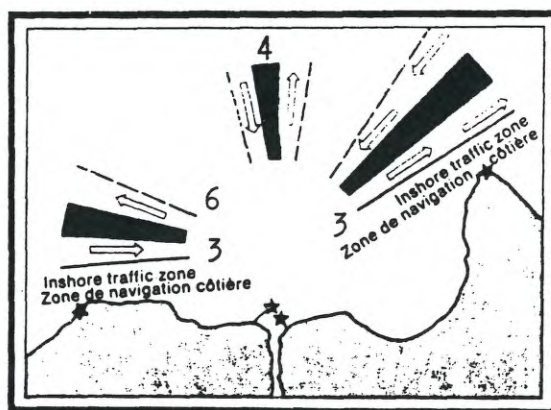 4
Inshore traffic zone
Zone de navigation côtière
3
6
3
Inshore traffic zone
Zone de navigation côtière